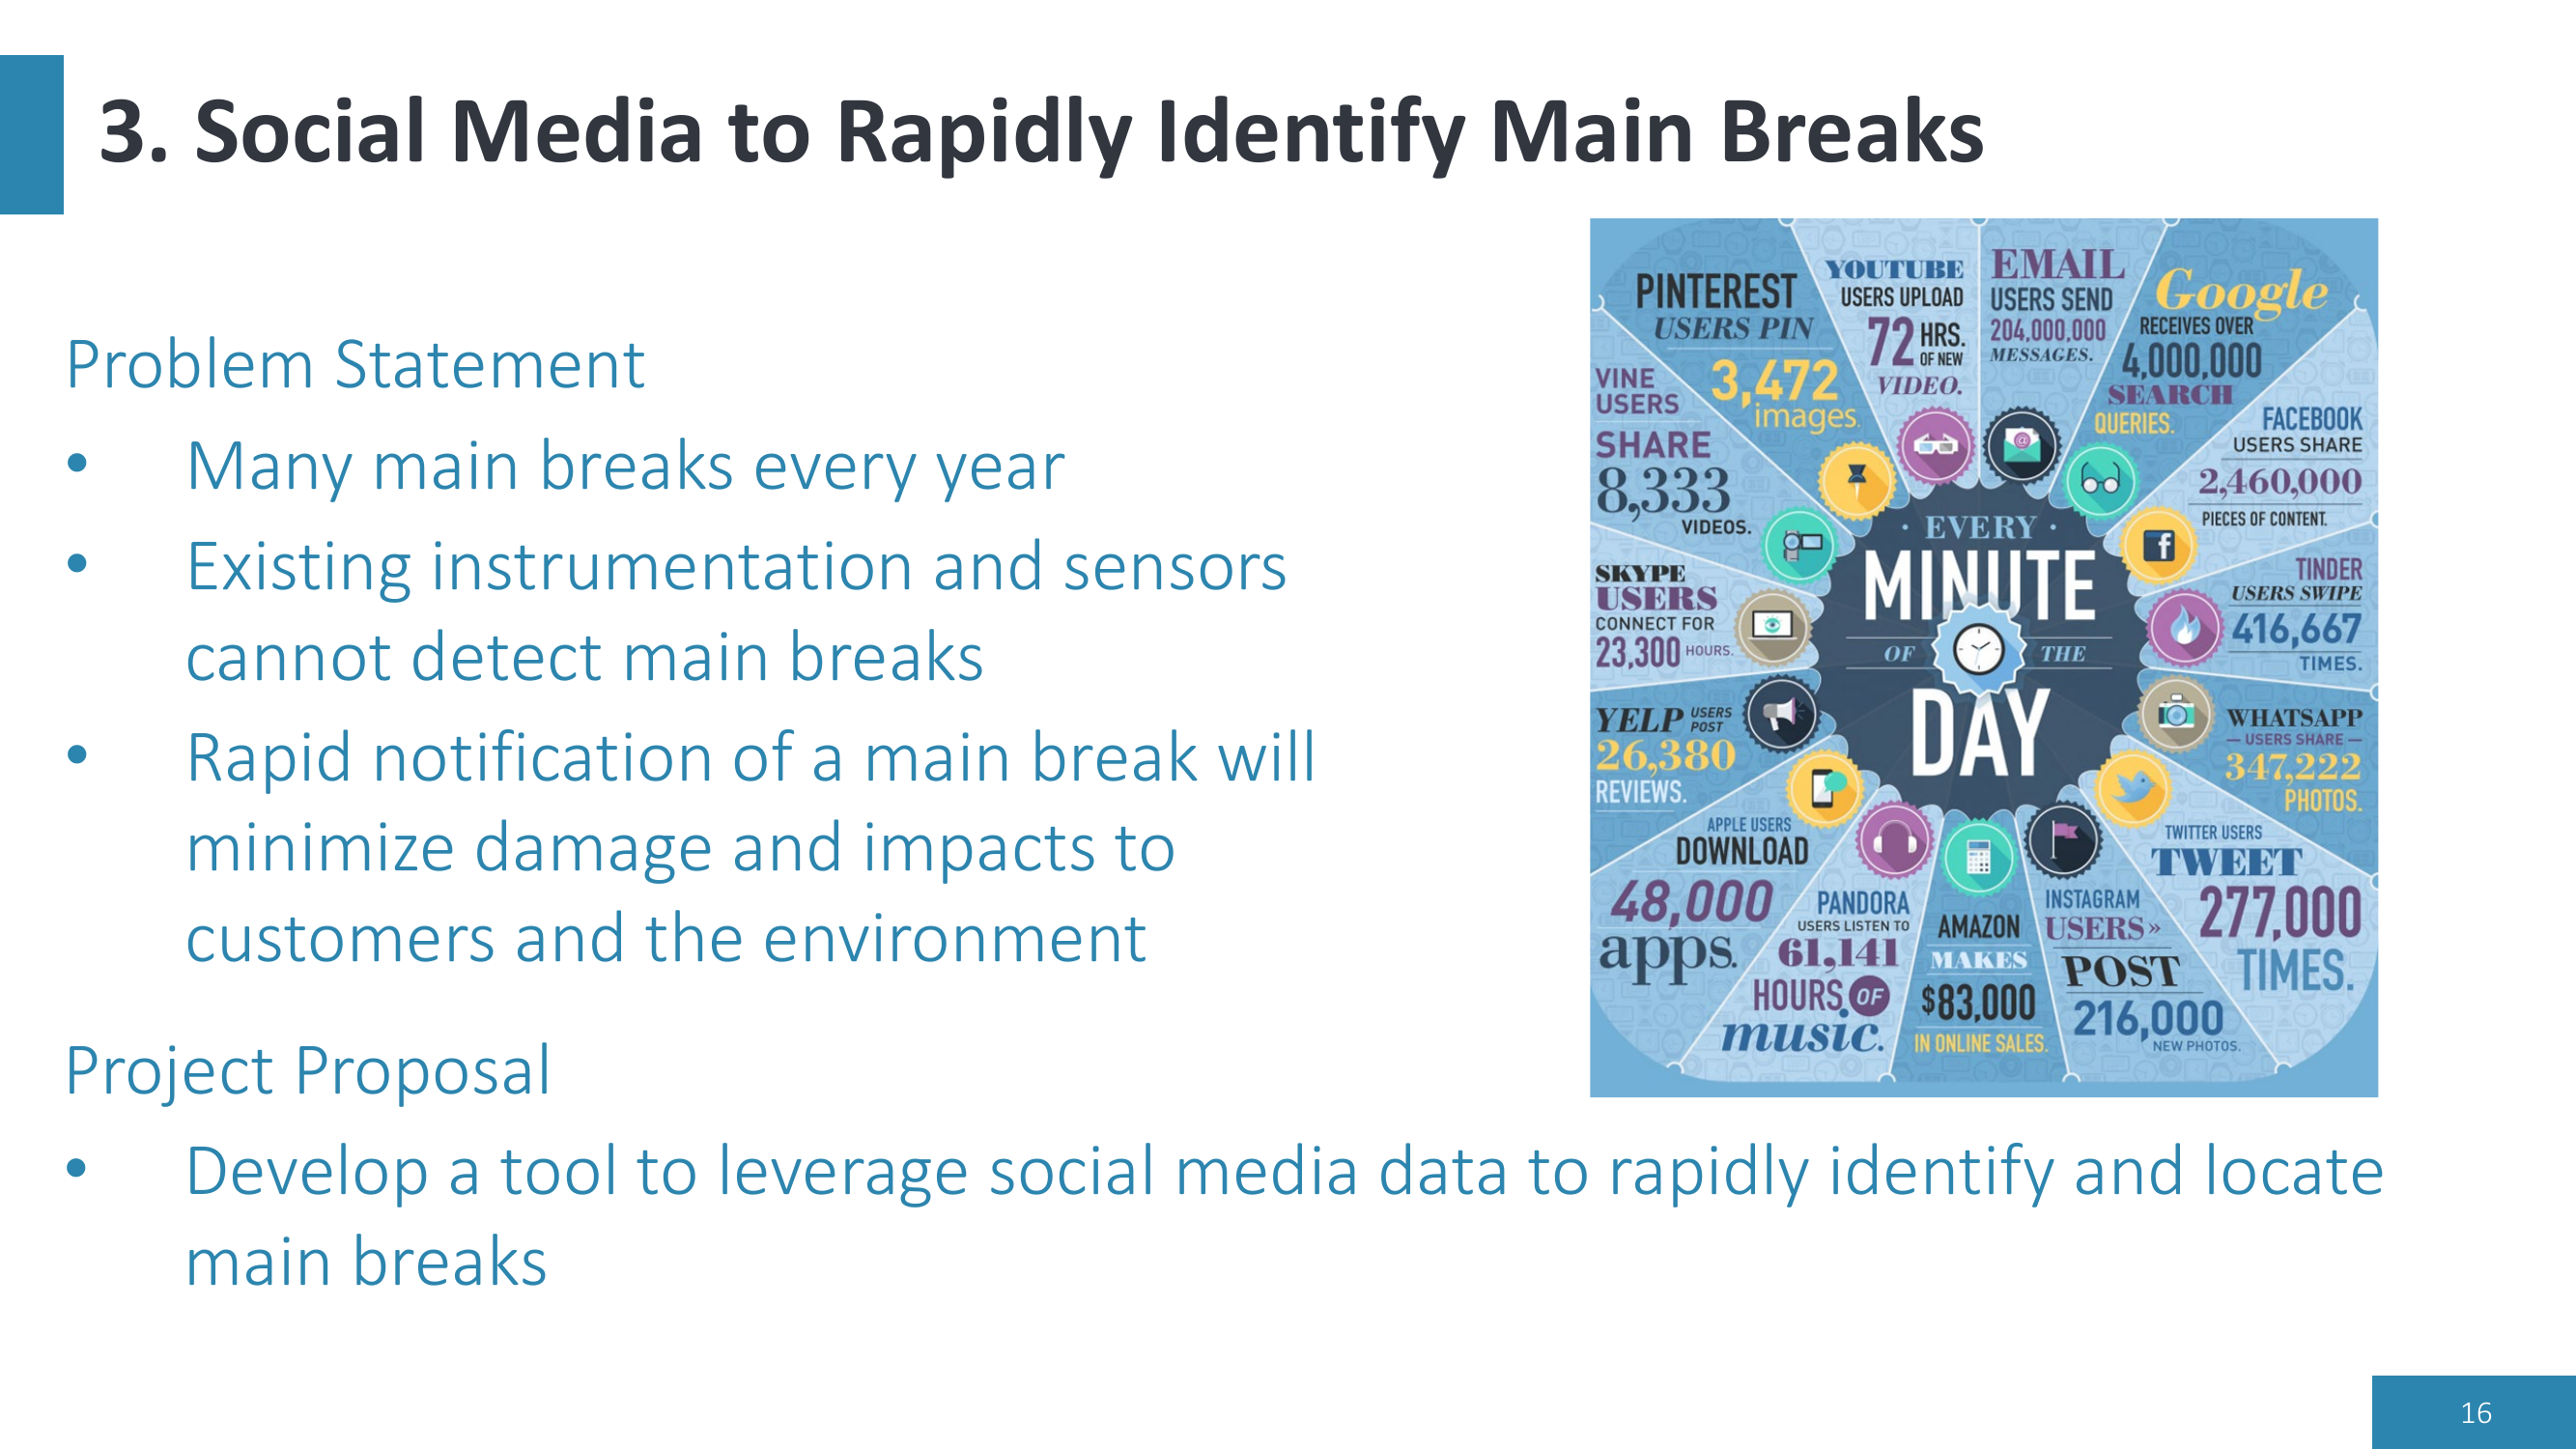 3. Social Media to Rapidly Identify Main Breaks
Problem Statement
• Many main breaks every year
• Existing instrumentation and sensors
cannot detect main breaks
• Rapid notification of a main break will
minimize damage and impacts to
customers and the environment
Project Proposal
• Develop a tool to leverage social media data to rapidly identify and locate
main breaks
PINTEREST
USERS PIN
3,472
images.
YOUTUBE
USERS UPLOAD
72 HRS.
OF NEW
VIDEO.
EMAIL
USERS SEND
204,000,000
MESSAGES.
Google
RECEIVES OVER
4,000,000
SEARCH
QUERIES.
FACEBOOK
USERS SHARE
2,460,000
PIECES OF CONTENT.
TINDER
USERS SWIPE
416,667
TIMES.
WHATSAPP
— USERS SHARE —
347,222
PHOTOS.
TWITTER USERS
TWEET
277,000
TIMES.
INSTAGRAM
USERS »
POST
216,000
NEW PHOTOS.
AMAZON
MAKES
$83,000
IN ONLINE SALES.
PANDORA
USERS LISTEN TO
61,141
HOURS OF
music.
APPLE USERS
DOWNLOAD
48,000
apps.
YELP USERS
POST
26,380
REVIEWS.
SKYPE
USERS
CONNECT FOR
23,300 HOURS.
VINE
USERS
SHARE
8,333
VIDEOS.
· EVERY ·
MINUTE
OF THE
DAY
16